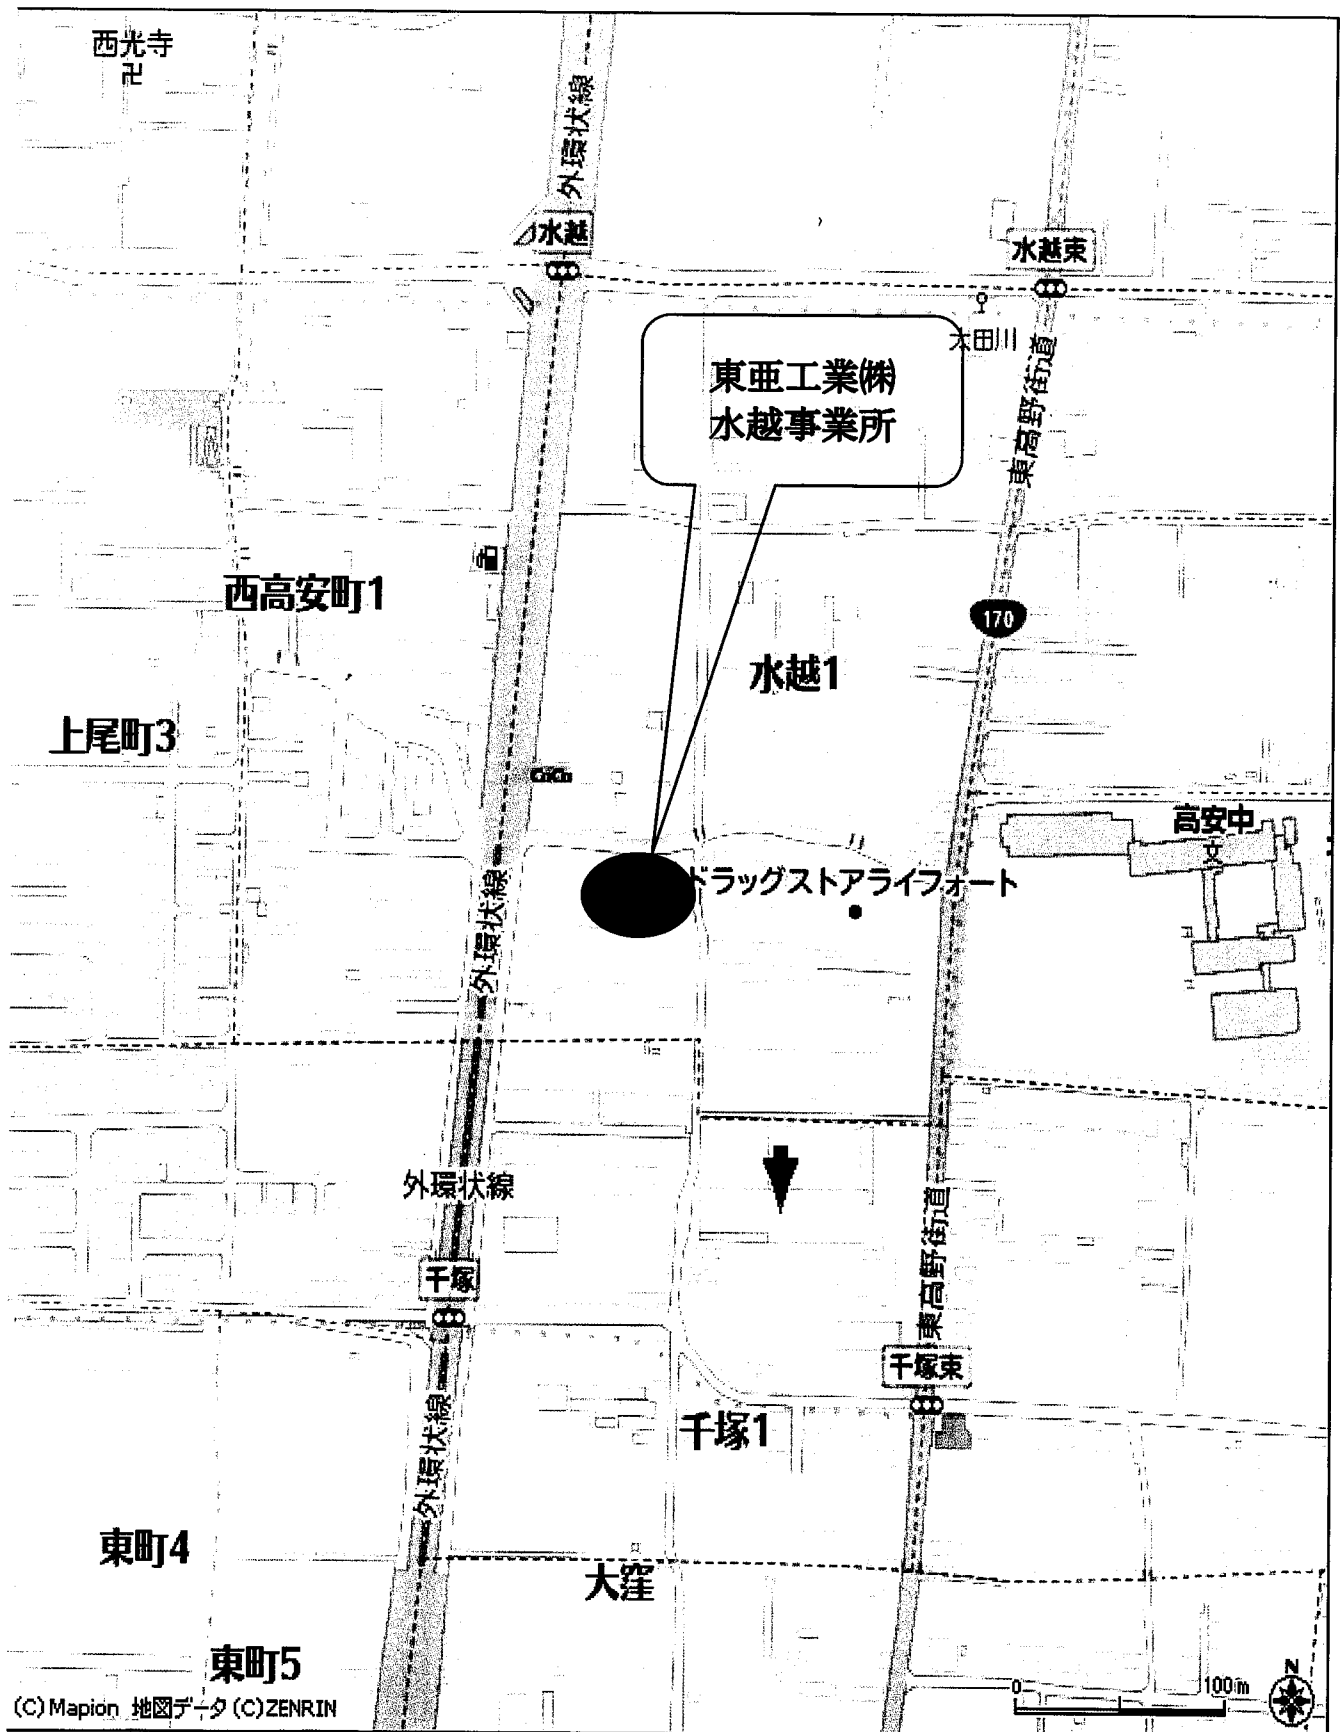 西光寺
卍
外環状線
水越
水越東
太田川
東亜工業㈱
水越事業所
東高野街道
西高安町1
170
水越1
上尾町3
高安中
文
ドラッグストアライフォート
外環状線
外環状線
東高野街道
千塚
千塚東
外環状線
千塚1
東町4
大窪
東町5
0 100m
N
(C)Mapion 地図データ(C)ZENRIN